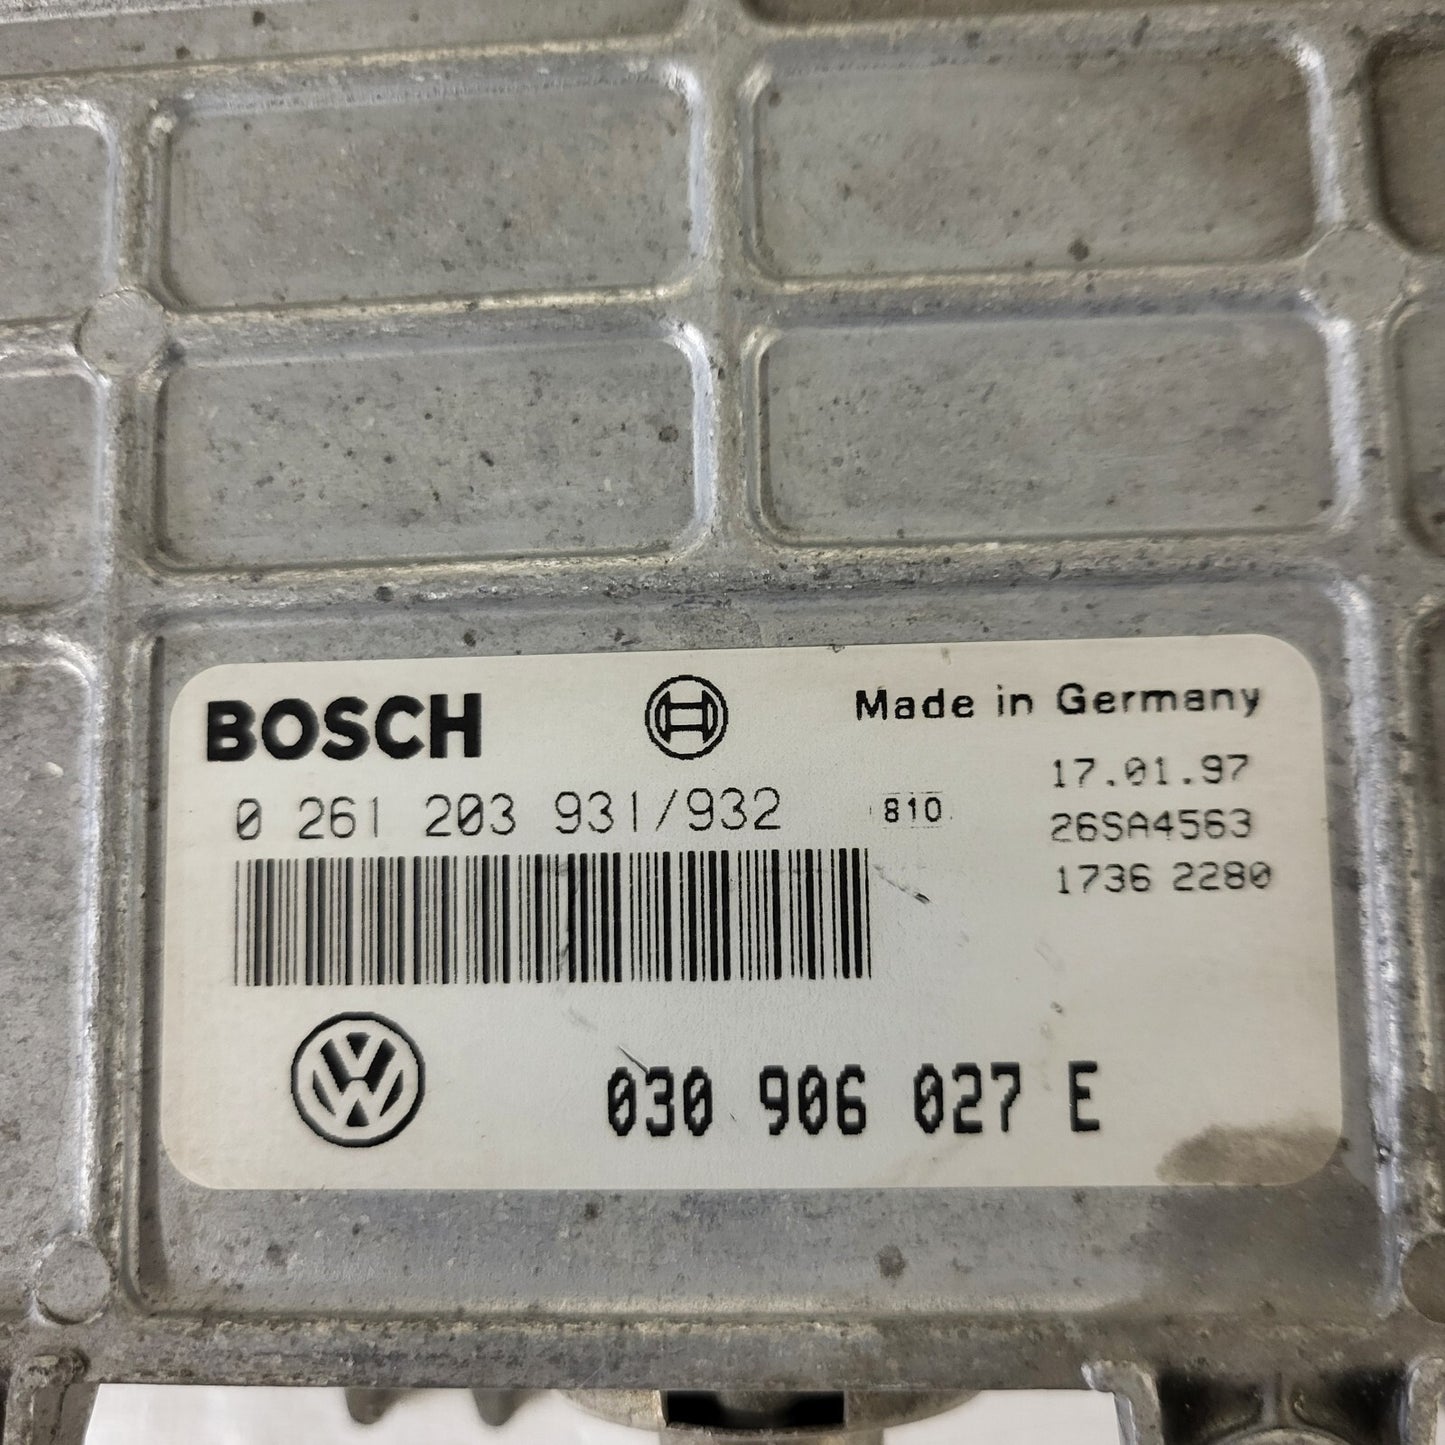 BOSCH
Made in Germany
17.01.97
0 261 203 931/932
810
26SA4563
1736 2280
030 906 027 E